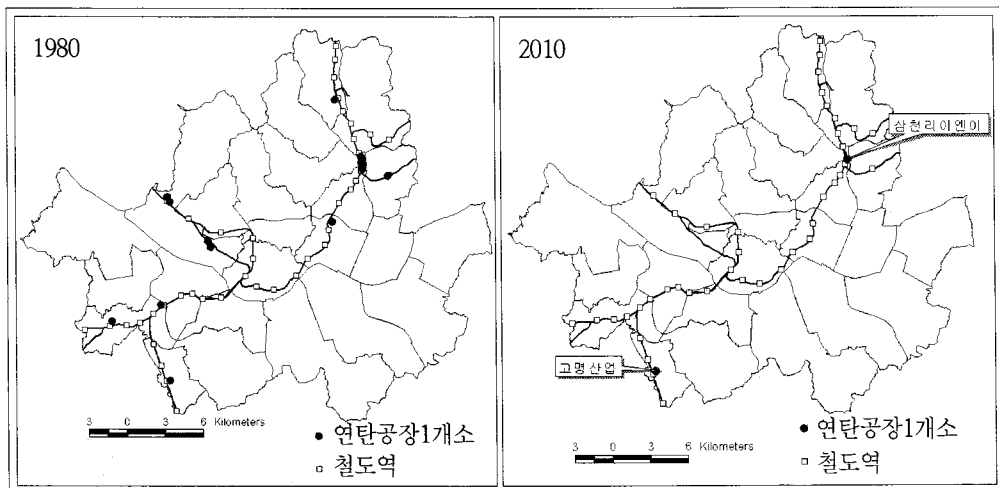 1980
3 0 3 6 Kilometers
● 연탄공장1개소
□ 철도역
2010
삼천리이엔이
고명산업
3 0 3 6 Kilometers
● 연탄공장1개소
□ 철도역